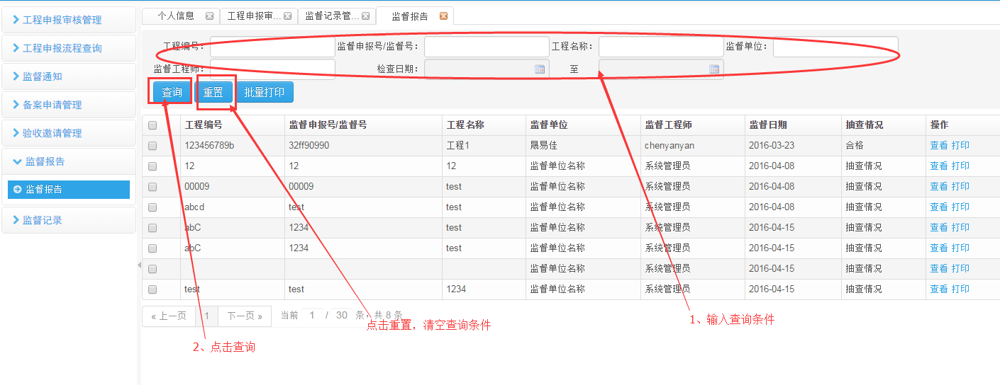 工程申报审核管理
工程申报流程查询
监督通知
备案申请管理
验收邀请管理
监督报告
监督报告
监督记录
个人信息 工程申报审... 监督记录管... 监督报告
工程编号： 监督申报号/监督号： 工程名称： 监督单位：
监督工程师： 检查日期： 至
查询 重置 批量打印
工程编号 监督申报号/监督号 工程名称 监督单位 监督工程师 监督日期 抽查情况 操作
123456789b 32ff90990 工程1 晟易佳 chenyanyan 2016-03-23 合格 查看 打印
12 12 12 监督单位名称 系统管理员 2016-04-08 抽查情况 查看 打印
00009 00009 test 监督单位名称 系统管理员 2016-04-08 抽查情况 查看 打印
abcd test test 监督单位名称 系统管理员 2016-04-08 抽查情况 查看 打印
abC 1234 test 监督单位名称 系统管理员 2016-04-15 抽查情况 查看 打印
abC 1234 test 监督单位名称 系统管理员 2016-04-15 抽查情况 查看 打印
监督单位名称 系统管理员 2016-04-15 抽查情况 查看 打印
test test 1234 监督单位名称 系统管理员 2016-04-15 抽查情况 查看 打印
« 上一页 1 下一页 » 当前 1 / 30 条，共 8 条
点击重置，清空查询条件
1、输入查询条件
2、点击查询